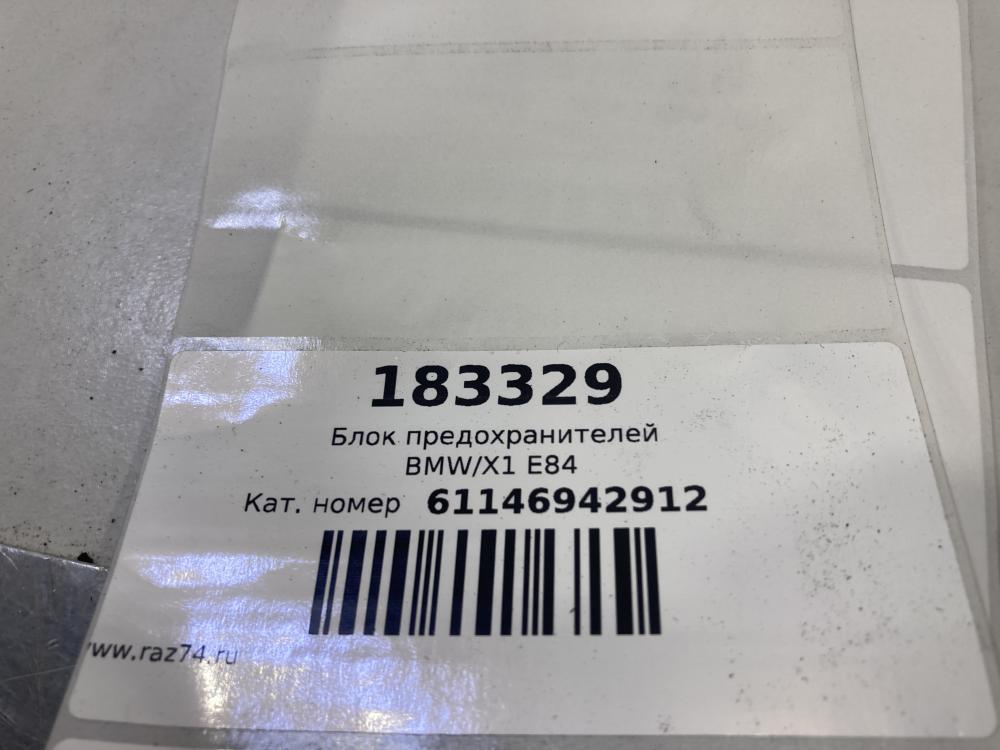 183329
Блок предохранителей
BMW/X1 E84
Кат. номер 61146942912
www.raz74.ru